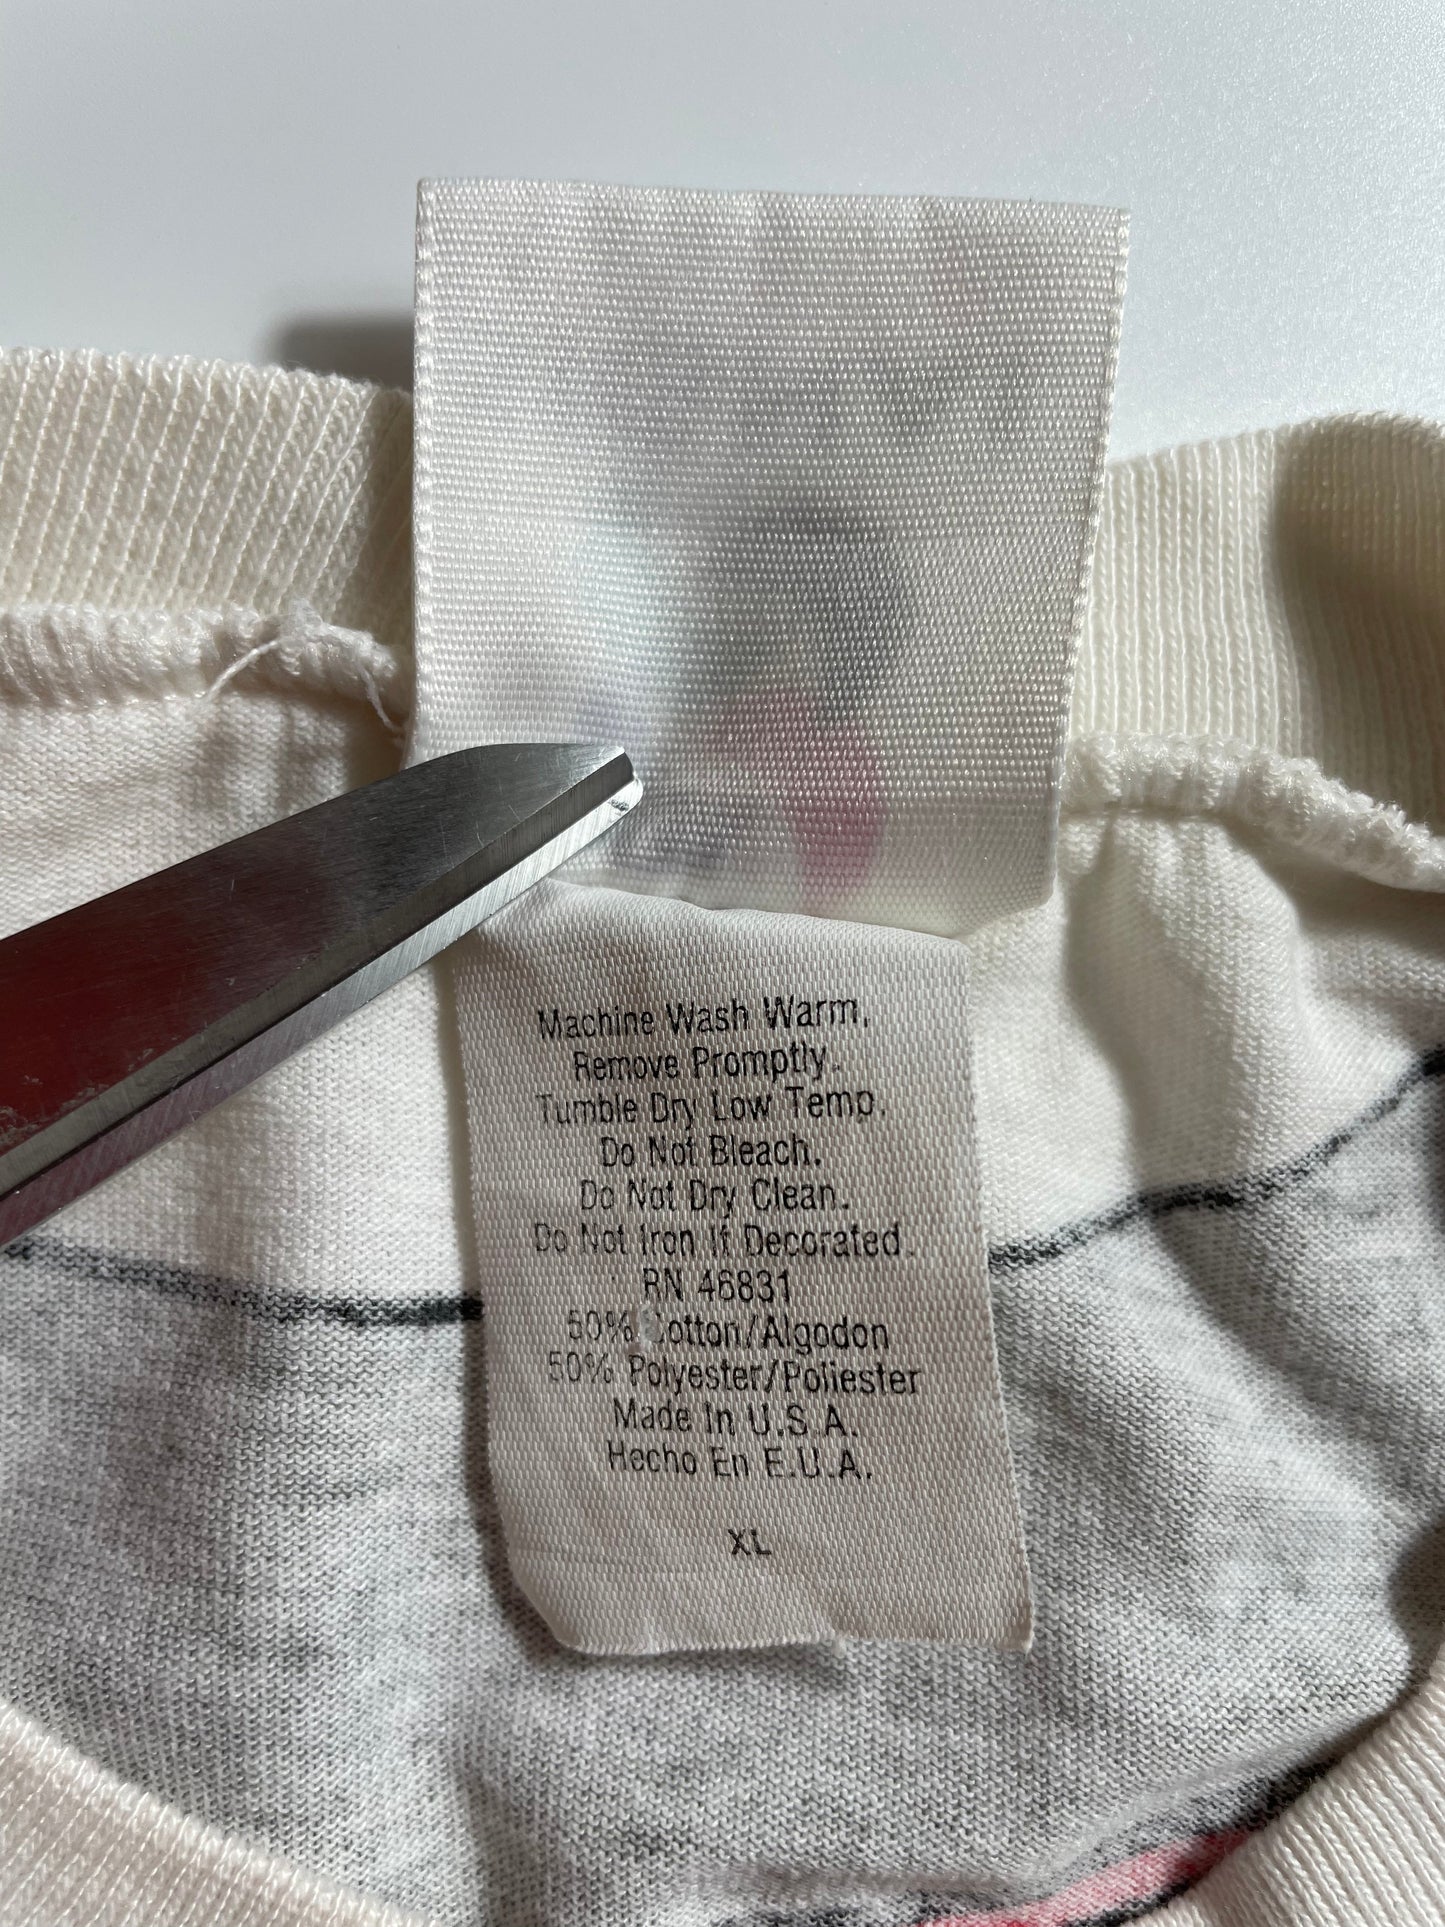 Machine Wash Warm,
Remove Promptly.
Tumble Dry Low Temp.
Do Not Bleach.
Do Not Dry Clean.
Do Not Iron If Decorated.
RN 46831
50% Cotton/Algodon
50% Polyester/Poliester
Made In U.S.A.
Hecho En E.U.A.
XL